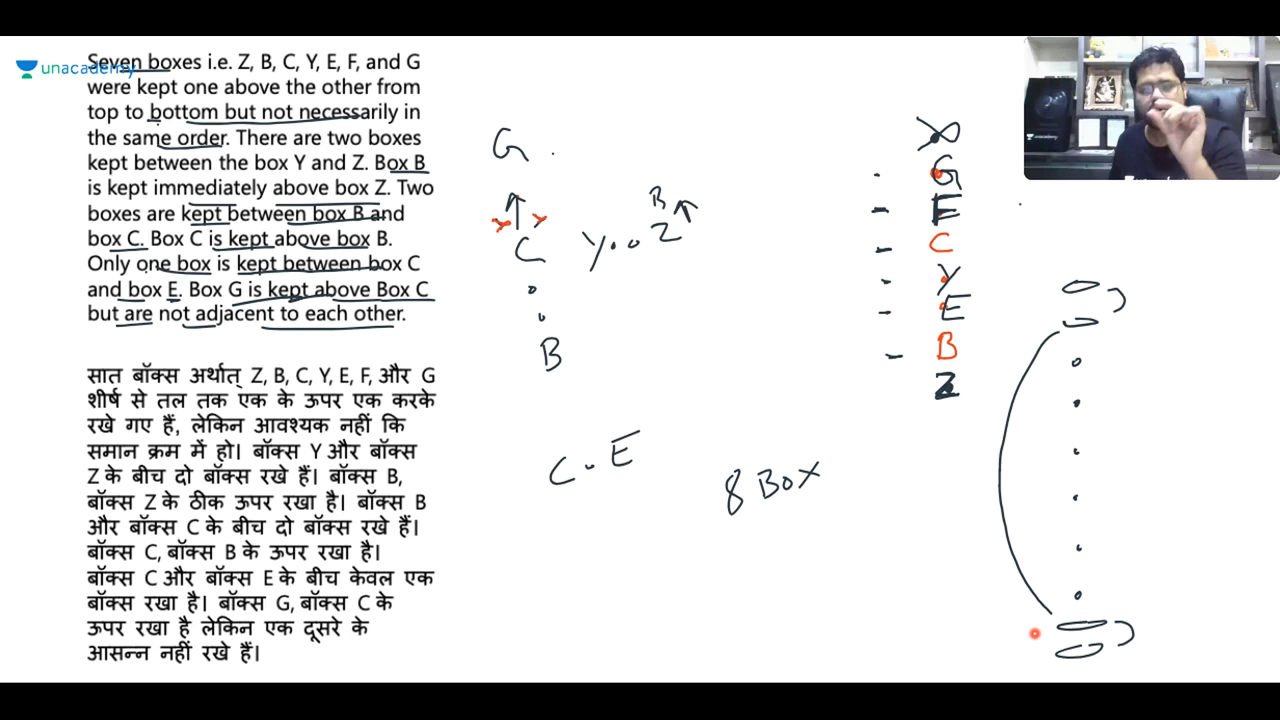 Seven boxes i.e. Z, B, C, Y, E, F, and G
unacademy
were kept one above the other from
top to bottom but not necessarily in
the same order. There are two boxes
kept between the box Y and Z. Box B
is kept immediately above box Z. Two
boxes are kept between box B and
box C. Box C is kept above box B.
Only one box is kept between box C
and box E. Box G is kept above Box C
but are not adjacent to each other.
सात बॉक्स अर्थात् Z, B, C, Y, E, F, और G
शीर्ष से तल तक एक के ऊपर एक करके
रखे गए हैं, लेकिन आवश्यक नहीं कि
समान क्रम में हो। बॉक्स Y और बॉक्स
Z के बीच दो बॉक्स रखे हैं। बॉक्स B,
बॉक्स Z के ठीक ऊपर रखा है। बॉक्स B
और बॉक्स C के बीच दो बॉक्स रखे हैं।
बॉक्स C, बॉक्स B के ऊपर रखा है।
बॉक्स C और बॉक्स E के बीच केवल एक
बॉक्स रखा है। बॉक्स G, बॉक्स C के
ऊपर रखा है लेकिन एक दूसरे के
आसन्न नहीं रखे हैं।
G
Y Y
C
B
B
Y . . Z
C . E
8 Box
G
F
C
Y
E
B
Z